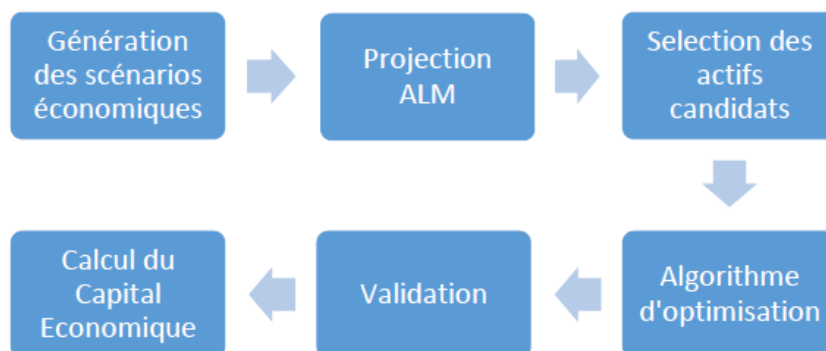 Génération
des scénarios
économiques
Projection
ALM
Selection des
actifs
candidats
Algorithme
d'optimisation
Validation
Calcul du
Capital
Economique